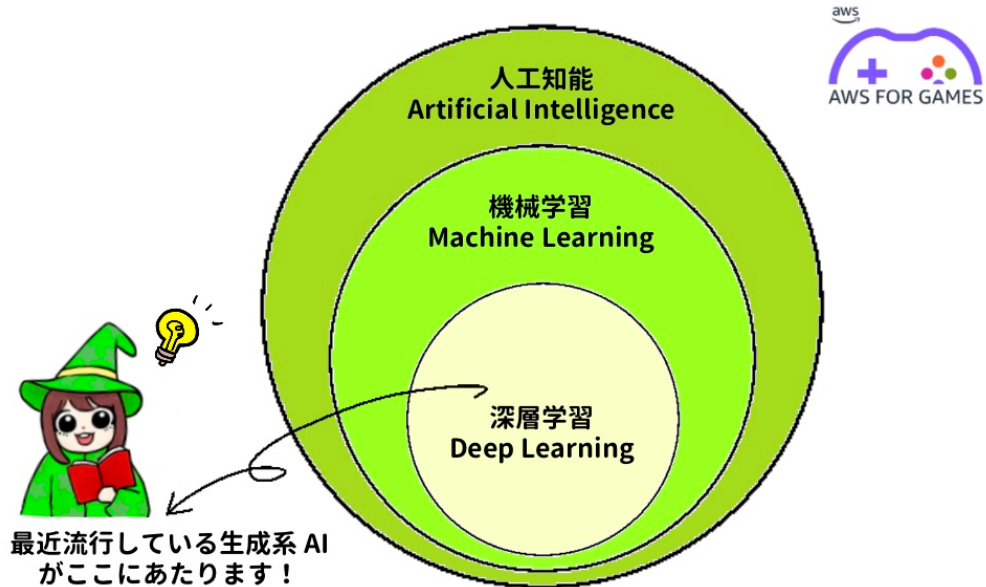 aws
AWS FOR GAMES
人工知能
Artificial Intelligence
機械学習
Machine Learning
深層学習
Deep Learning
最近流行している生成系 AI
がここにあたります！